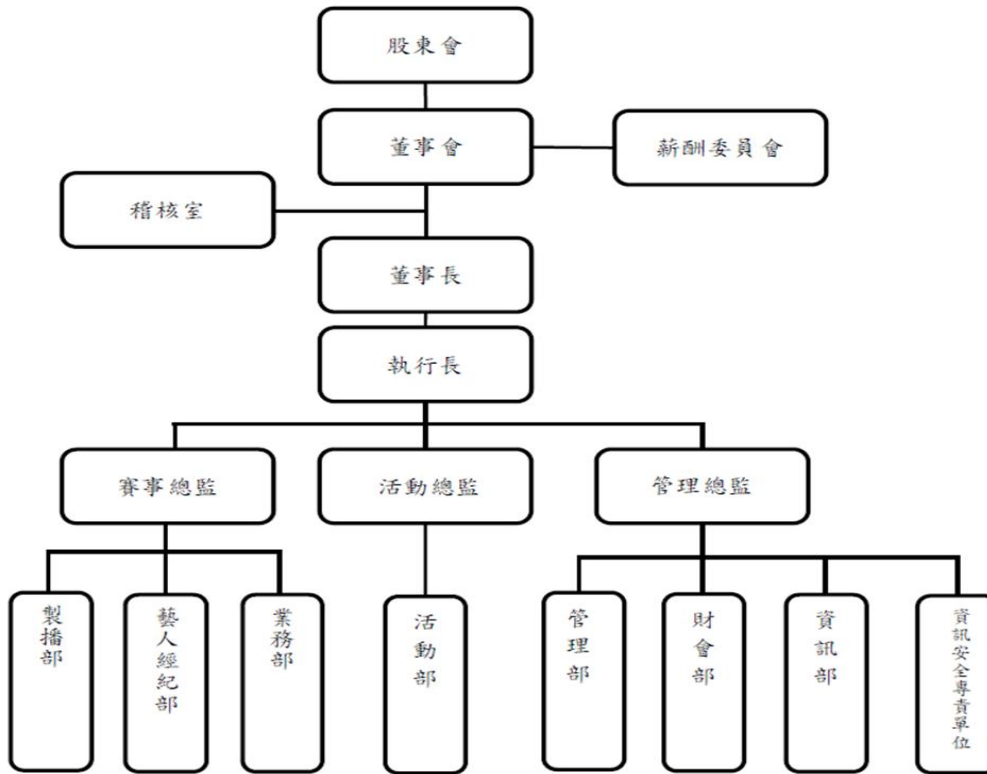 股東會
董事會
薪酬委員會
稽核室
董事長
執行長
賽事總監
活動總監
管理總監
製播部
藝人經紀部
業務部
活動部
管理部
財會部
資訊部
資訊安全專責單位